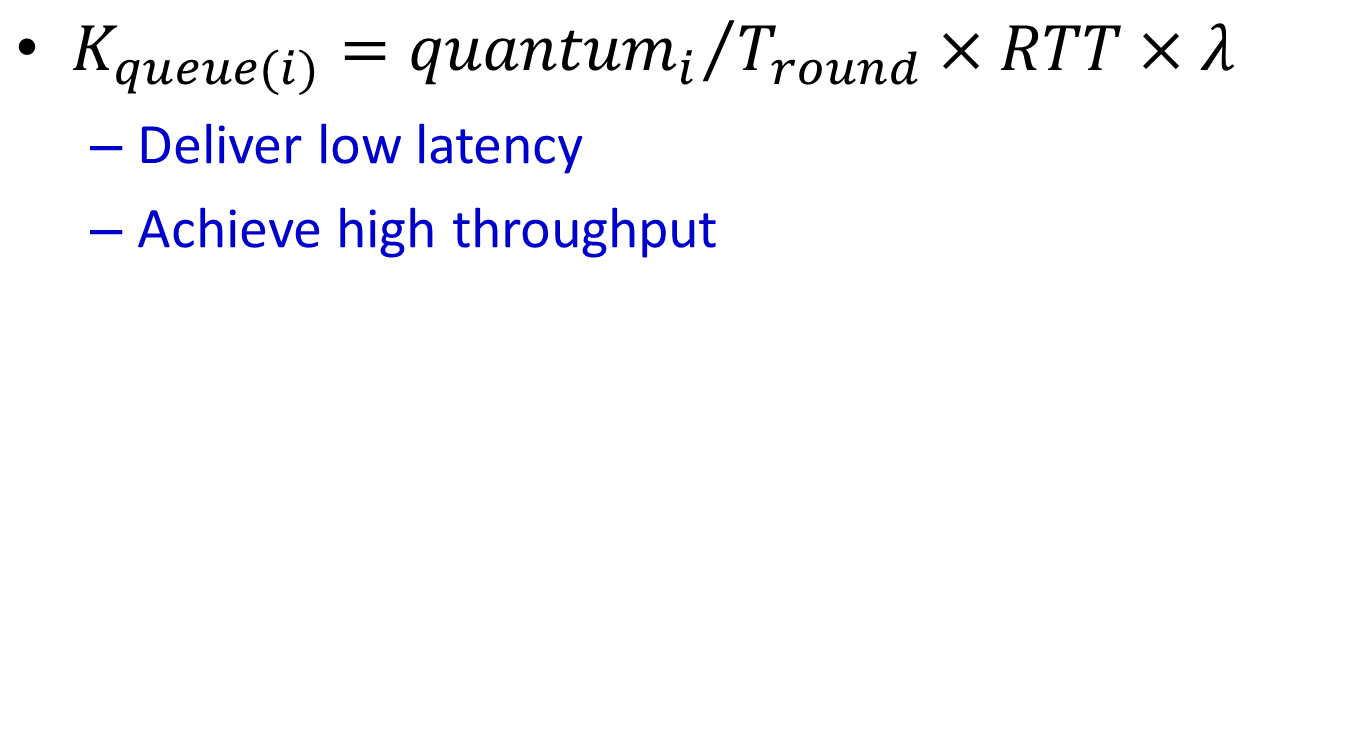 • K_queue(i) = quantum_i/T_round × RTT × λ
– Deliver low latency
– Achieve high throughput